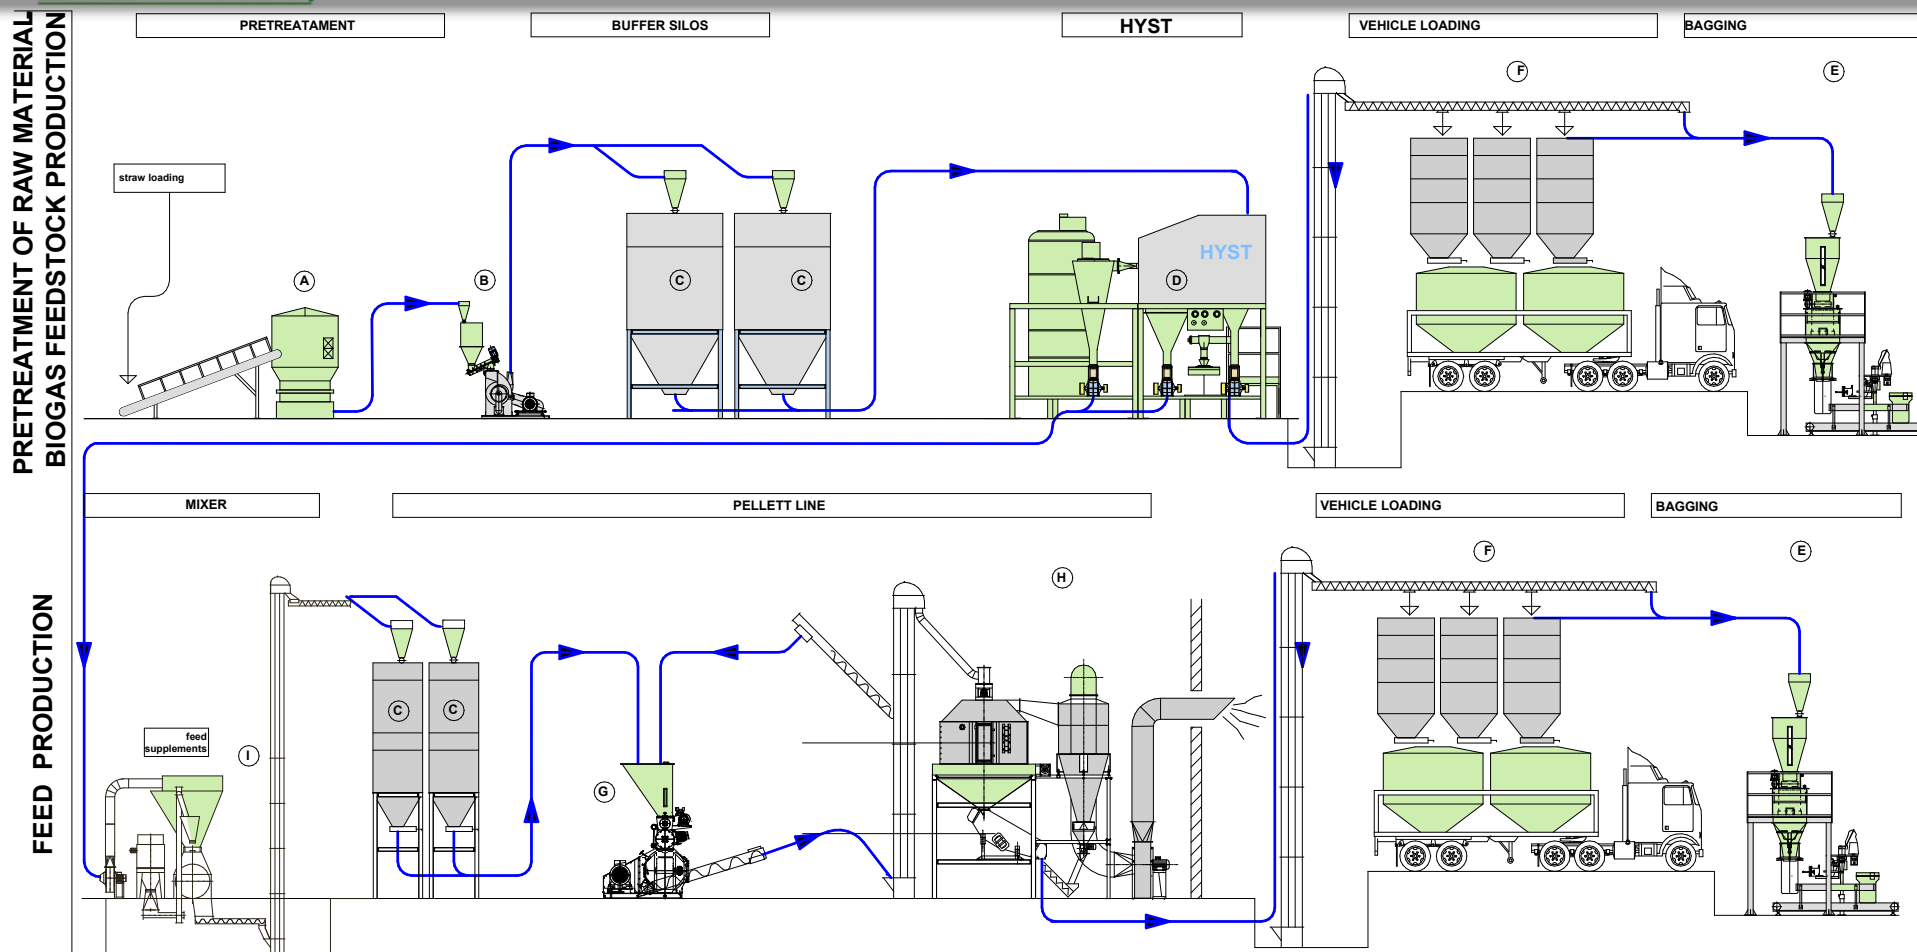 PRETREATMENT OF RAW MATERIAL
BIOGAS FEEDSTOCK PRODUCTION
PRETREATAMENT
BUFFER SILOS
HYST
VEHICLE LOADING
BAGGING
F
E
straw loading
A
B
C
C
HYST
D
FEED PRODUCTION
MIXER
PELLETT LINE
VEHICLE LOADING
BAGGING
F
E
H
C
C
feed
supplements
I
G